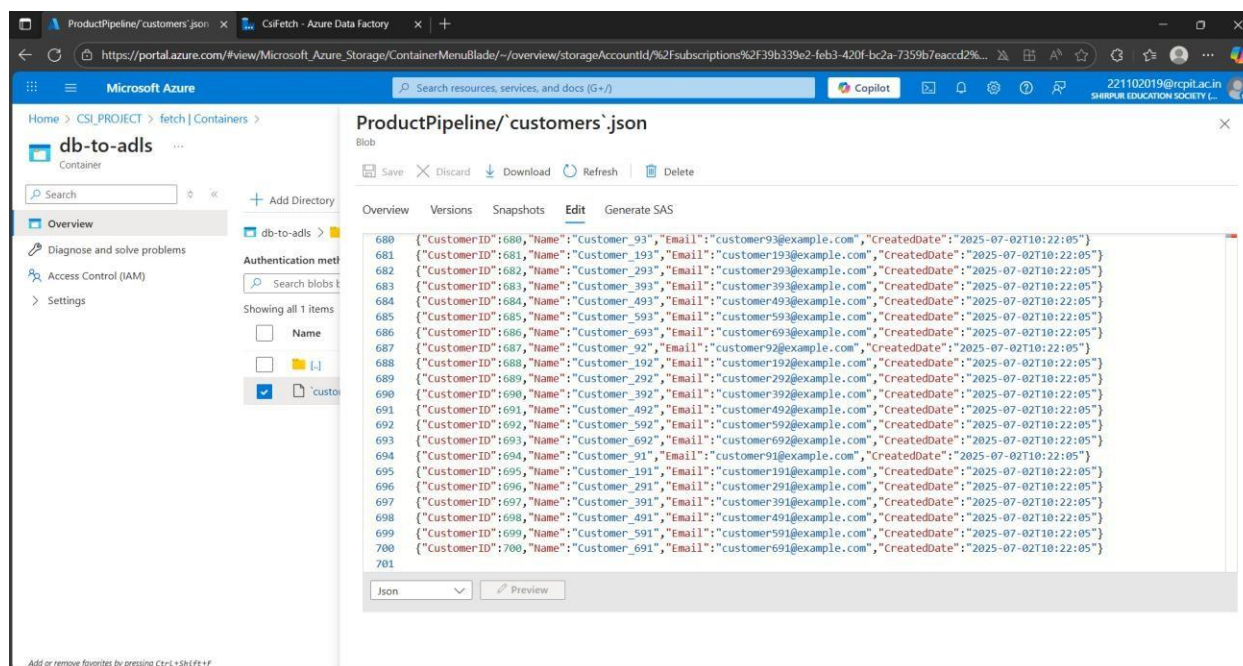 ProductPipeline/`customers`.json
CsiFetch - Azure Data Factory
https://portal.azure.com/#view/Microsoft_Azure_Storage/ContainerMenuBlade/~/overview/storageAccountId/%2Fsubscriptions%2F39b339e2-feb3-420f-bc2a-7359b7eaccd2%...
Microsoft Azure
Search resources, services, and docs (G+/)
Copilot
221102019@rcpit.ac.in
SHIRPUR EDUCATION SOCIETY (...
Home > CSI_PROJECT > fetch | Containers >
db-to-adls ...
Container
Search
Overview
Diagnose and solve problems
Access Control (IAM)
Settings
Add Directory
db-to-adls >
Authentication meth
Search blobs b
Showing all 1 items
Name
[..]
`custo
ProductPipeline/`customers`.json
Blob
Save Discard Download Refresh Delete
Overview Versions Snapshots Edit Generate SAS
680 {"CustomerID":680,"Name":"Customer_93","Email":"customer93@example.com","CreatedDate":"2025-07-02T10:22:05"}
681 {"CustomerID":681,"Name":"Customer_193","Email":"customer193@example.com","CreatedDate":"2025-07-02T10:22:05"}
682 {"CustomerID":682,"Name":"Customer_293","Email":"customer293@example.com","CreatedDate":"2025-07-02T10:22:05"}
683 {"CustomerID":683,"Name":"Customer_393","Email":"customer393@example.com","CreatedDate":"2025-07-02T10:22:05"}
684 {"CustomerID":684,"Name":"Customer_493","Email":"customer493@example.com","CreatedDate":"2025-07-02T10:22:05"}
685 {"CustomerID":685,"Name":"Customer_593","Email":"customer593@example.com","CreatedDate":"2025-07-02T10:22:05"}
686 {"CustomerID":686,"Name":"Customer_693","Email":"customer693@example.com","CreatedDate":"2025-07-02T10:22:05"}
687 {"CustomerID":687,"Name":"Customer_92","Email":"customer92@example.com","CreatedDate":"2025-07-02T10:22:05"}
688 {"CustomerID":688,"Name":"Customer_192","Email":"customer192@example.com","CreatedDate":"2025-07-02T10:22:05"}
689 {"CustomerID":689,"Name":"Customer_292","Email":"customer292@example.com","CreatedDate":"2025-07-02T10:22:05"}
690 {"CustomerID":690,"Name":"Customer_392","Email":"customer392@example.com","CreatedDate":"2025-07-02T10:22:05"}
691 {"CustomerID":691,"Name":"Customer_492","Email":"customer492@example.com","CreatedDate":"2025-07-02T10:22:05"}
692 {"CustomerID":692,"Name":"Customer_592","Email":"customer592@example.com","CreatedDate":"2025-07-02T10:22:05"}
693 {"CustomerID":693,"Name":"Customer_692","Email":"customer692@example.com","CreatedDate":"2025-07-02T10:22:05"}
694 {"CustomerID":694,"Name":"Customer_91","Email":"customer91@example.com","CreatedDate":"2025-07-02T10:22:05"}
695 {"CustomerID":695,"Name":"Customer_191","Email":"customer191@example.com","CreatedDate":"2025-07-02T10:22:05"}
696 {"CustomerID":696,"Name":"Customer_291","Email":"customer291@example.com","CreatedDate":"2025-07-02T10:22:05"}
697 {"CustomerID":697,"Name":"Customer_391","Email":"customer391@example.com","CreatedDate":"2025-07-02T10:22:05"}
698 {"CustomerID":698,"Name":"Customer_491","Email":"customer491@example.com","CreatedDate":"2025-07-02T10:22:05"}
699 {"CustomerID":699,"Name":"Customer_591","Email":"customer591@example.com","CreatedDate":"2025-07-02T10:22:05"}
700 {"CustomerID":700,"Name":"Customer_691","Email":"customer691@example.com","CreatedDate":"2025-07-02T10:22:05"}
701
Json
Preview
Add or remove favorites by pressing Ctrl+Shift+F